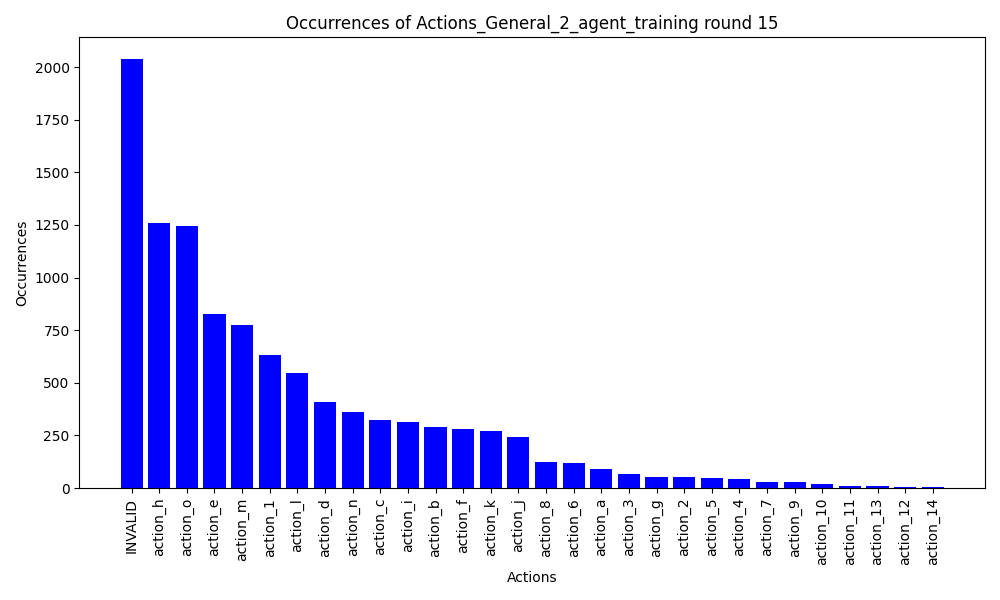 Occurrences of Actions_General_2_agent_training round 15
Occurrences
2000
1750
1500
1250
1000
750
500
250
0
INVALID
action_h
action_o
action_e
action_m
action_1
action_l
action_d
action_n
action_c
action_i
action_b
action_f
action_k
action_j
action_8
action_6
action_a
action_3
action_g
action_2
action_5
action_4
action_7
action_9
action_10
action_11
action_13
action_12
action_14
Actions